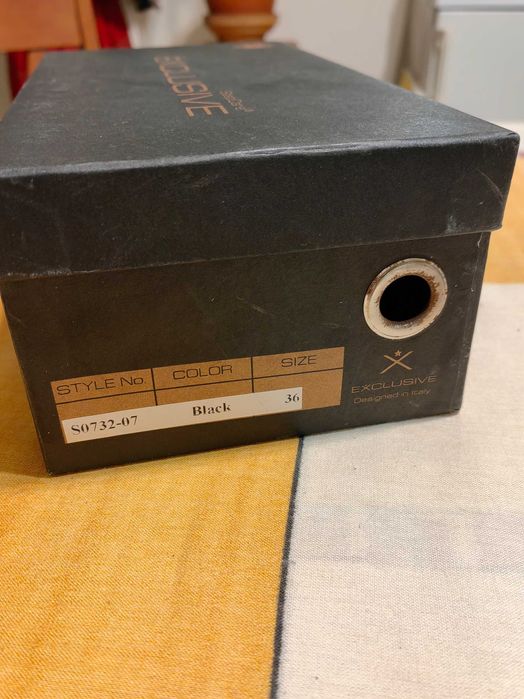 EXCLUSIVE
STYLE No.
COLOR
SIZE
S0732-07
Black
36
EXCLUSIVE
Designed in Italy